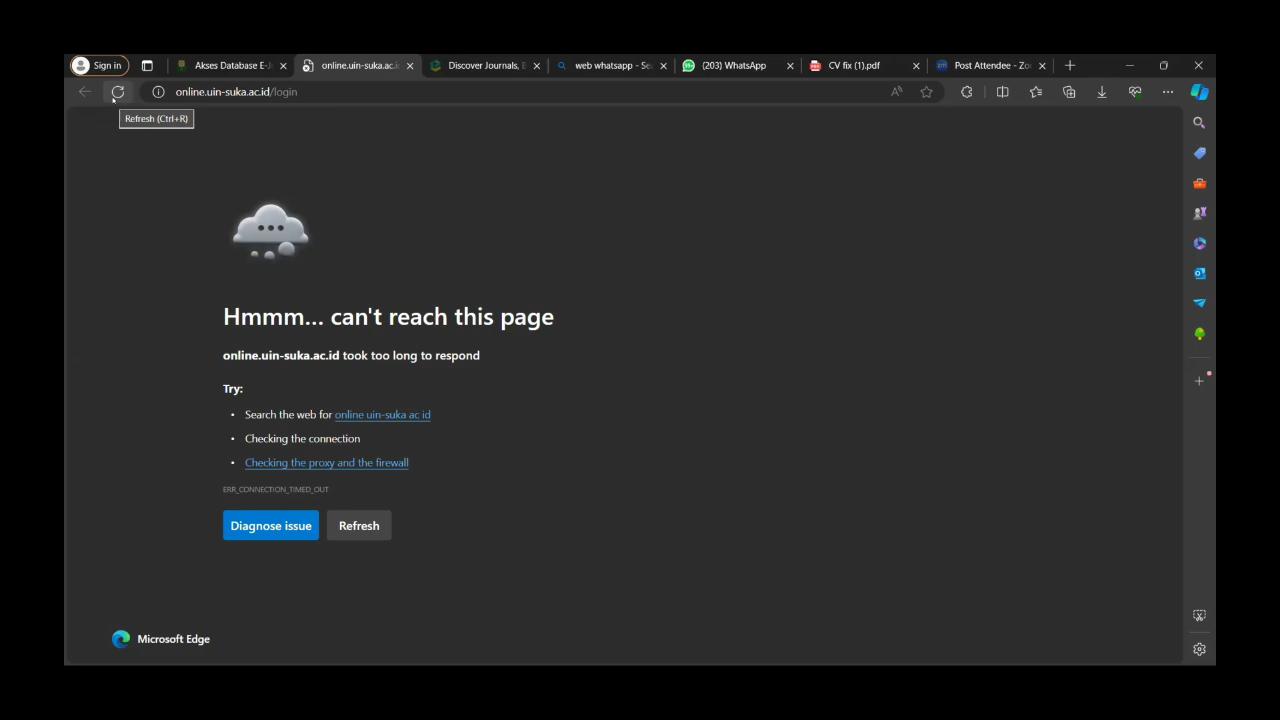 Sign in
Akses Database E-J
online.uin-suka.ac.i
Discover Journals, E
web whatsapp - Se
(203) WhatsApp
CV fix (1).pdf
Post Attendee - Zo
online.uin-suka.ac.id/login
Refresh (Ctrl+R)
Hmmm... can't reach this page
online.uin-suka.ac.id took too long to respond
Try:
• Search the web for online uin-suka ac id
• Checking the connection
• Checking the proxy and the firewall
ERR_CONNECTION_TIMED_OUT
Diagnose issue
Refresh
Microsoft Edge